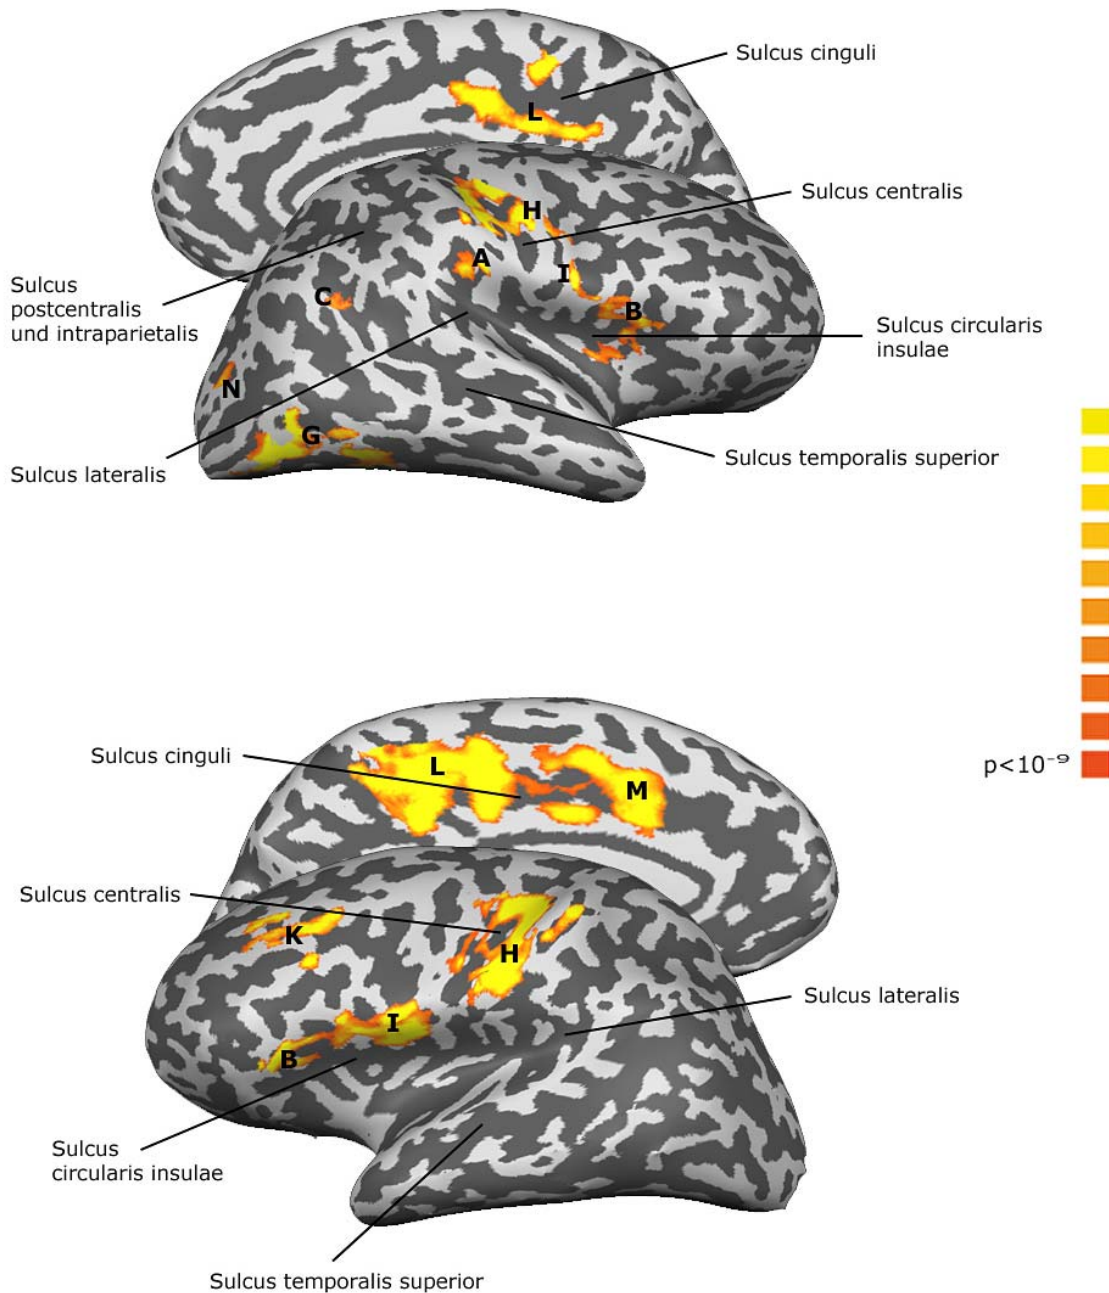 Sulcus cinguli
L
Sulcus centralis
H
A
I
Sulcus
postcentralis
und intraparietalis
C
B
Sulcus circularis
insulae
N
G
Sulcus lateralis
Sulcus temporalis superior
p<10⁻⁹
Sulcus cinguli
L
M
Sulcus centralis
K
H
Sulcus lateralis
I
B
Sulcus
circularis insulae
Sulcus temporalis superior